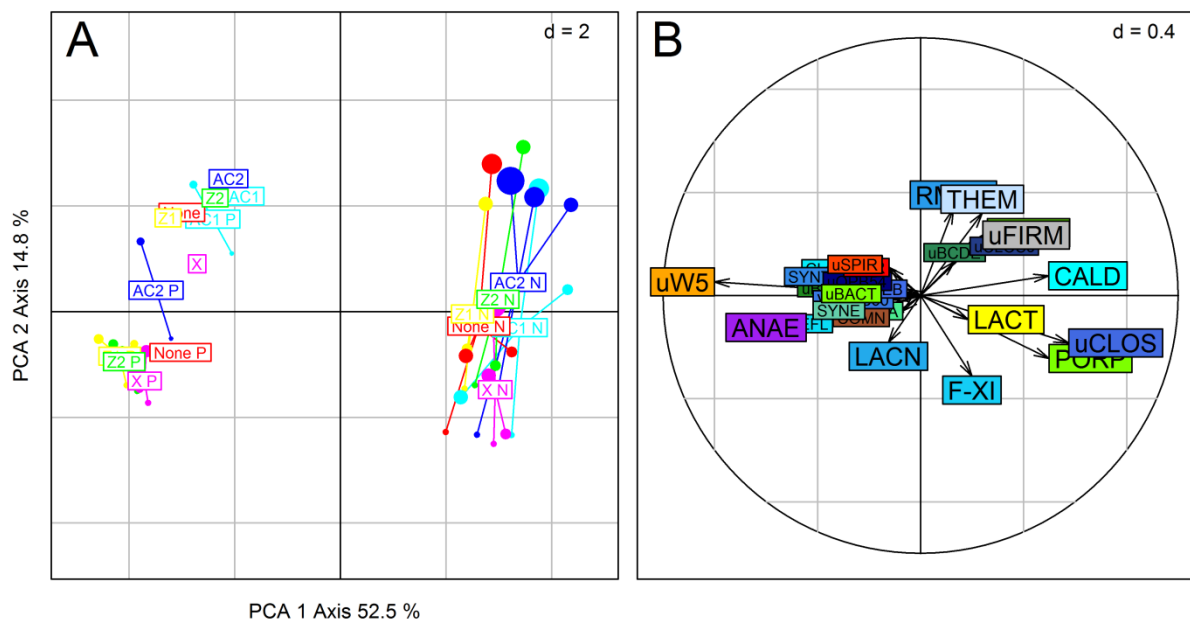 A
d = 2
AC2
Z2
AC1
None
Z1
AC1 P
X
AC2 P
None P
Z2 P
X P
AC2 N
Z2 N
Z1 N
None N
AC1 N
X N
PCA 2 Axis 14.8 %
PCA 1 Axis 52.5 %
B
d = 0.4
THEM
uFIRM
uBCDE
CALD
uSPIR
SYN
uW5
uBACT
SYNE
ANAE
EFL
LACN
LACT
uCLOS
PORP
F-XI